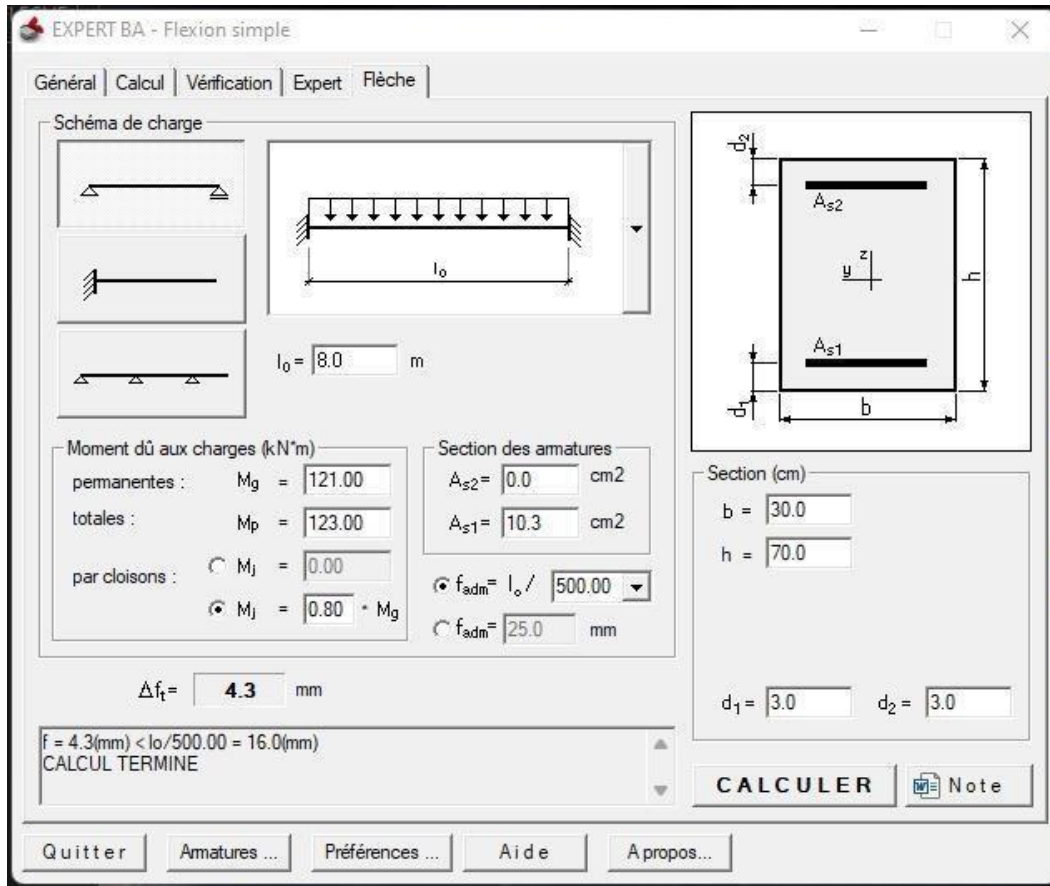 EXPERT BA - Flexion simple
Général Calcul Vérification Expert Flèche
Schéma de charge
l₀
l₀ = 8.0 m
Moment dû aux charges (kN*m)
permanentes : Mg = 121.00
totales : Mp = 123.00
par cloisons : Mj = 0.00
Mj = 0.80 * Mg
Section des armatures
As2 = 0.0 cm2
As1 = 10.3 cm2
fadm = lo / 500.00
fadm = 25.0 mm
Δft = 4.3 mm
f = 4.3(mm) < lo/500.00 = 16.0(mm)
CALCUL TERMINE
d2
As2
z
y
h
As1
d1
b
Section (cm)
b = 30.0
h = 70.0
d1 = 3.0 d2 = 3.0
CALCULER Note
Quitter Armatures ... Préférences ... Aide A propos...